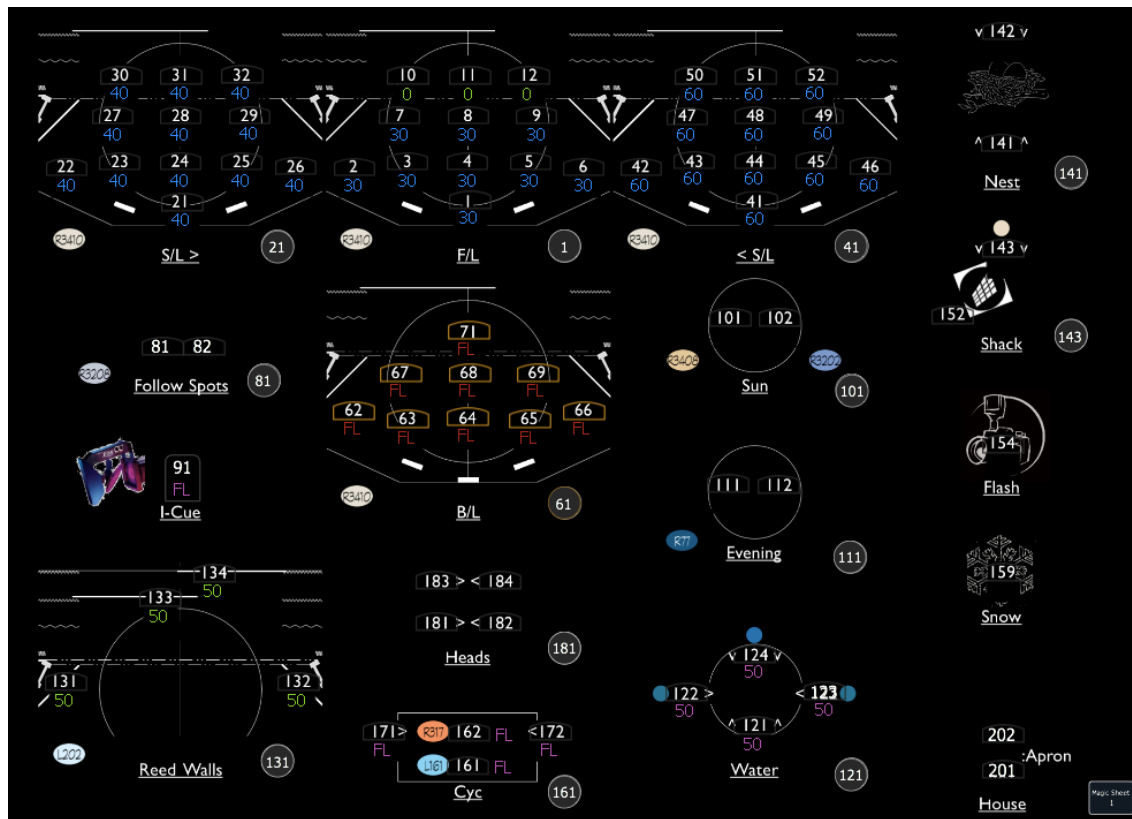 30 31 32
40 40 40
27 28 29
40 40 40
22 23 24 25 26
40 40 40 40 40
21
40
R3410 S/L > 21
10 11 12
0 0 0
7 8 9
30 30 30
2 3 4 5 6
30 30 30 30 30
1
30
R3410 F/L 1
50 51 52
60 60 60
47 48 49
60 60 60
42 43 44 45 46
60 60 60 60 60
41
60
R3410 < S/L 41
v 142 v
^ 141 ^
Nest 141
v 143 v
152
Shack 143
81 82
R3208 Follow Spots 81
71
FL
67 68 69
FL FL FL
62 63 64 65 66
FL FL FL FL FL
R3410 B/L 61
101 102
R3408 Sun R3202 101
154
Flash
91
FL
I-Cue
111 112
R77 Evening 111
159
Snow
134
50
133
50
131 132
50 50
L202 Reed Walls 131
183 > < 184
181 > < 182
Heads 181
171> R317 162 FL <172
FL L161 161 FL FL
Cyc 161
v 124 v
50
122 > < 123
50 50
^ 121 ^
50
Water 121
202
:Apron
201
House
Magic Sheet
1